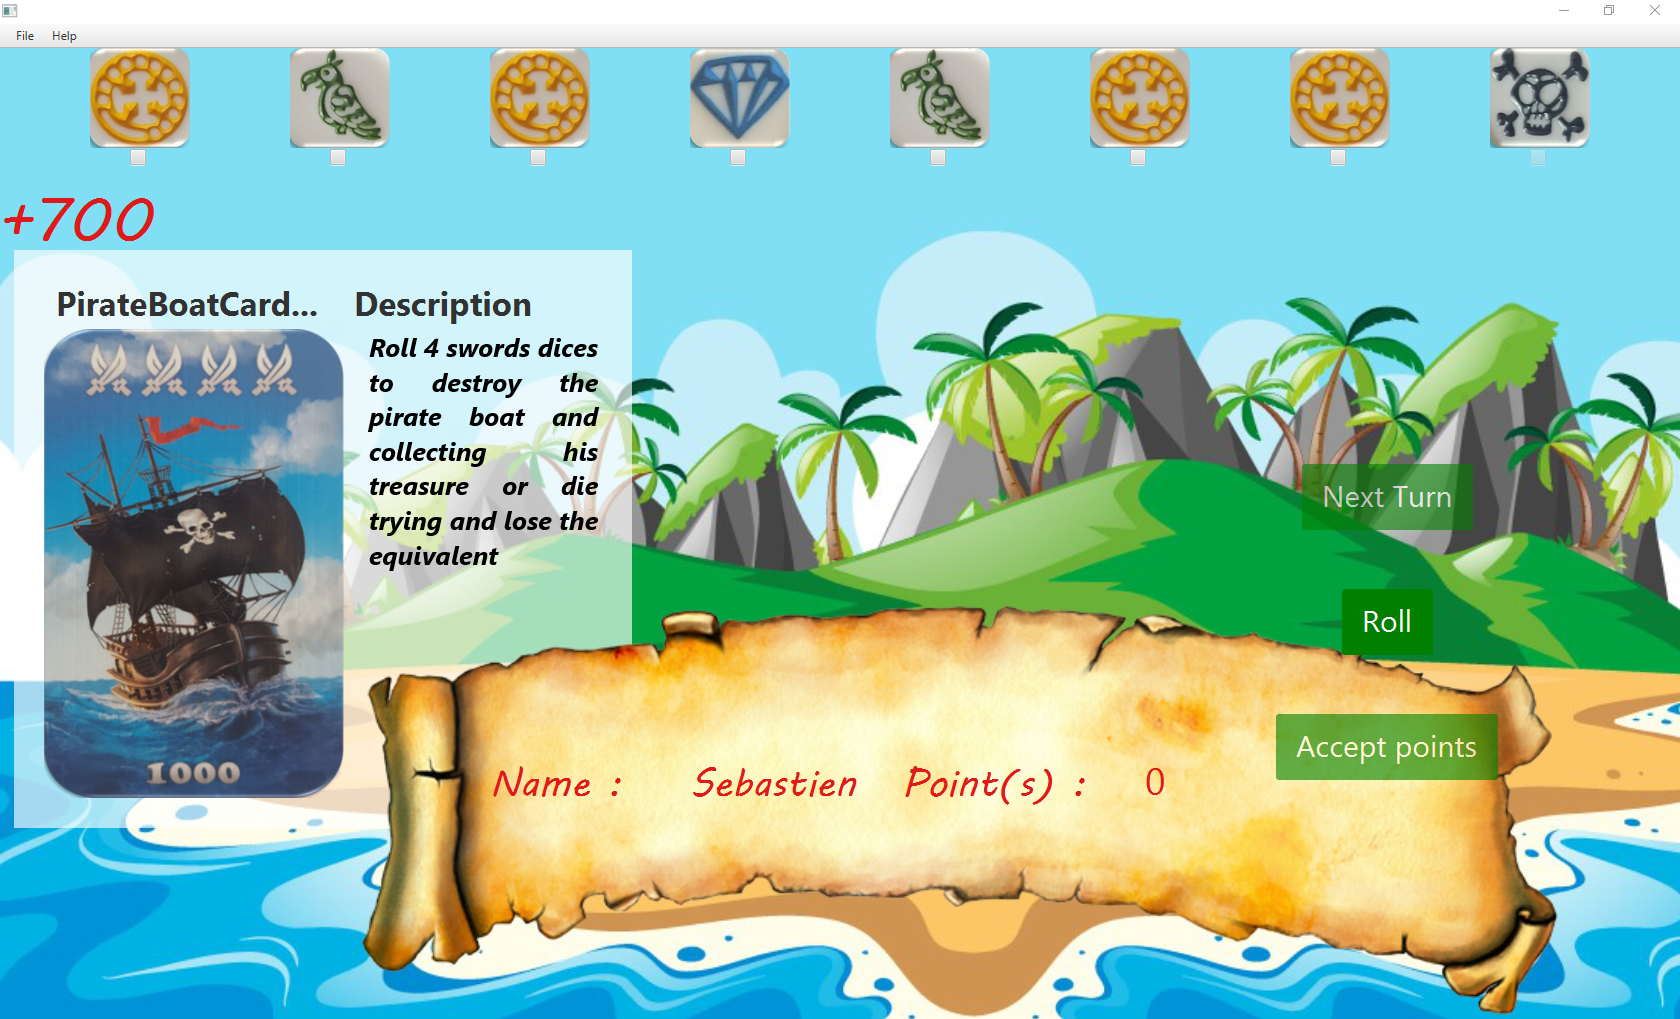 File Help
+700
PirateBoatCard... Description
Roll 4 swords dices
to destroy the
pirate boat and
collecting his
treasure or die
trying and lose the
equivalent
1000
Next Turn
Roll
Accept points
Name : Sebastien Point(s) : 0